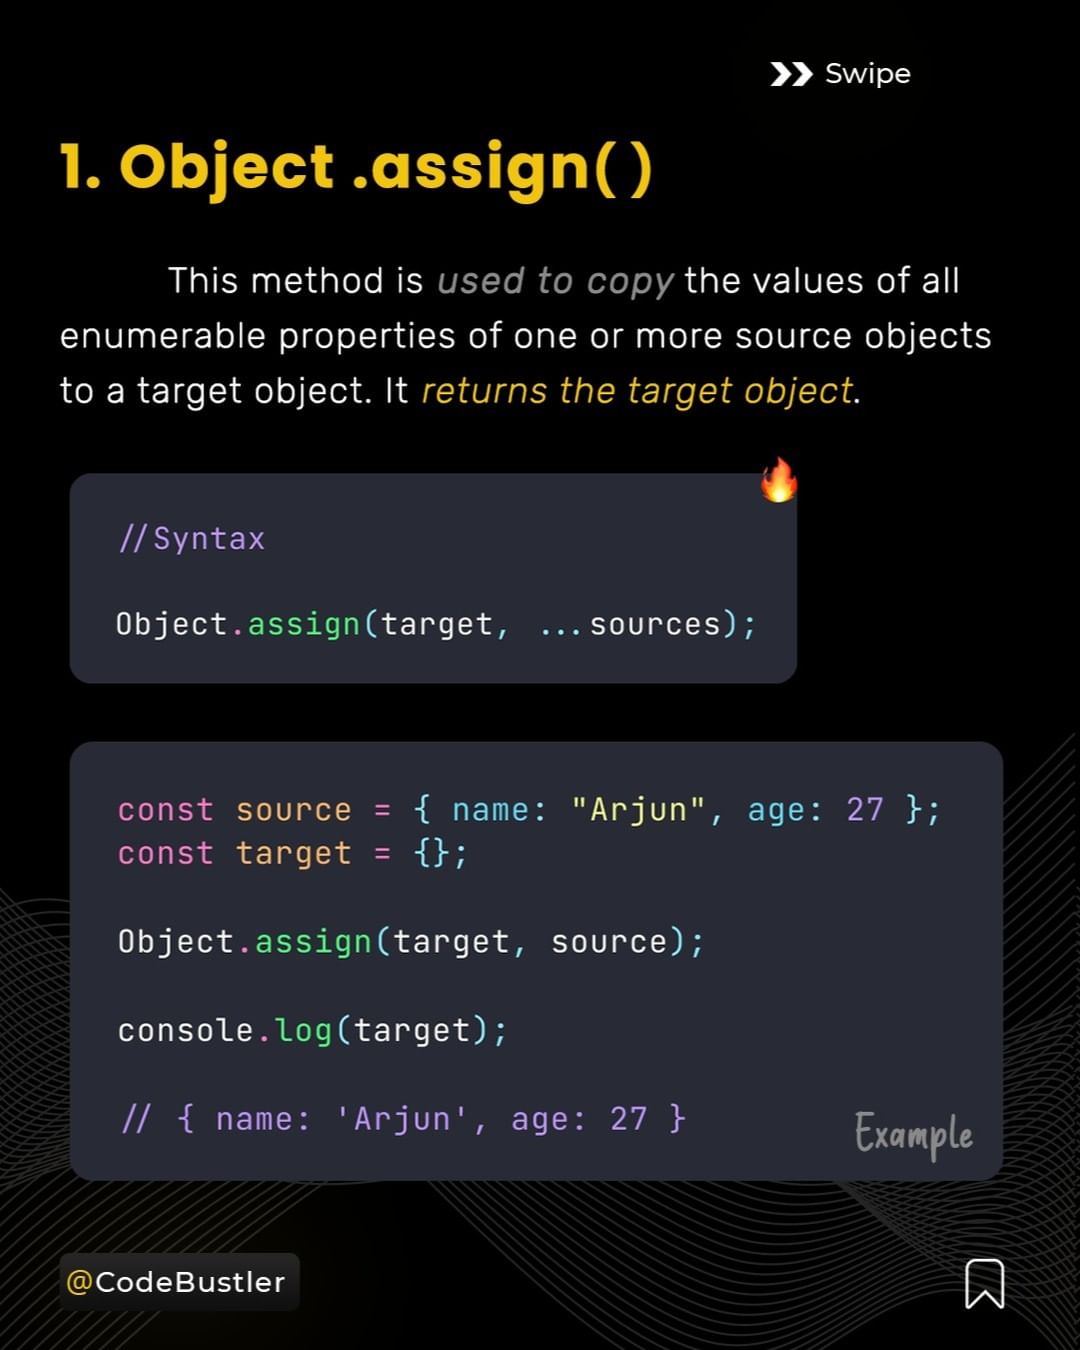 Swipe
1. Object .assign( )
This method is used to copy the values of all
enumerable properties of one or more source objects
to a target object. It returns the target object.
//Syntax
Object.assign(target, ...sources);
const source = { name: "Arjun", age: 27 };
const target = {};
Object.assign(target, source);
console.log(target);
// { name: 'Arjun', age: 27 }
Example
@CodeBustler